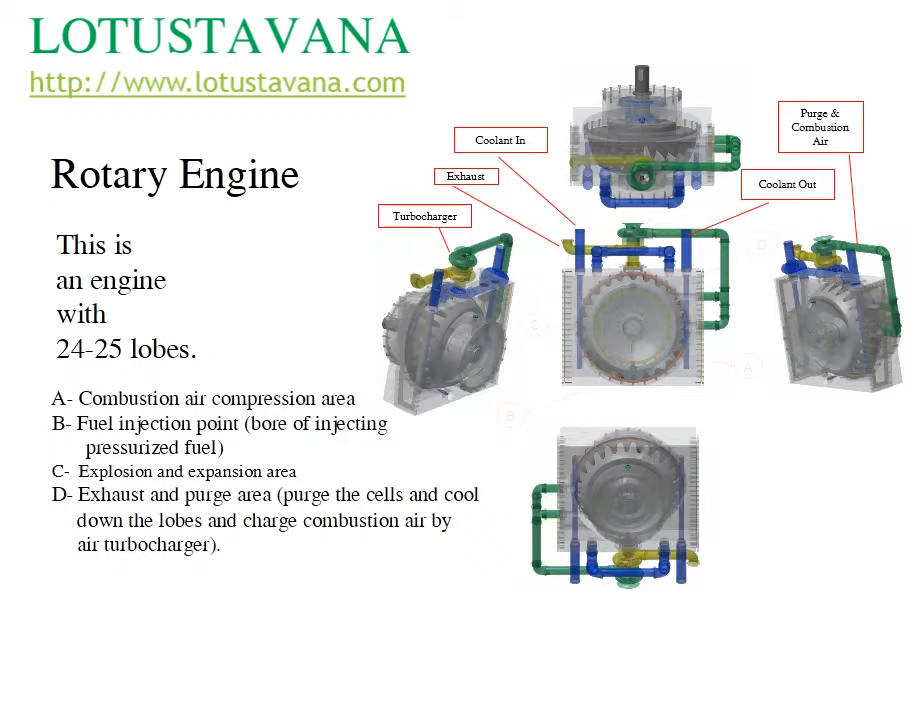 LOTUSTAVANA
http://www.lotustavana.com
Purge &
Combustion
Air
Coolant In
Exhaust
Coolant Out
Turbocharger
Rotary Engine
This is
an engine
with
24-25 lobes.
A- Combustion air compression area
B- Fuel injection point (bore of injecting
pressurized fuel)
C- Explosion and expansion area
D- Exhaust and purge area (purge the cells and cool
down the lobes and charge combustion air by
air turbocharger).
D
C
A
B